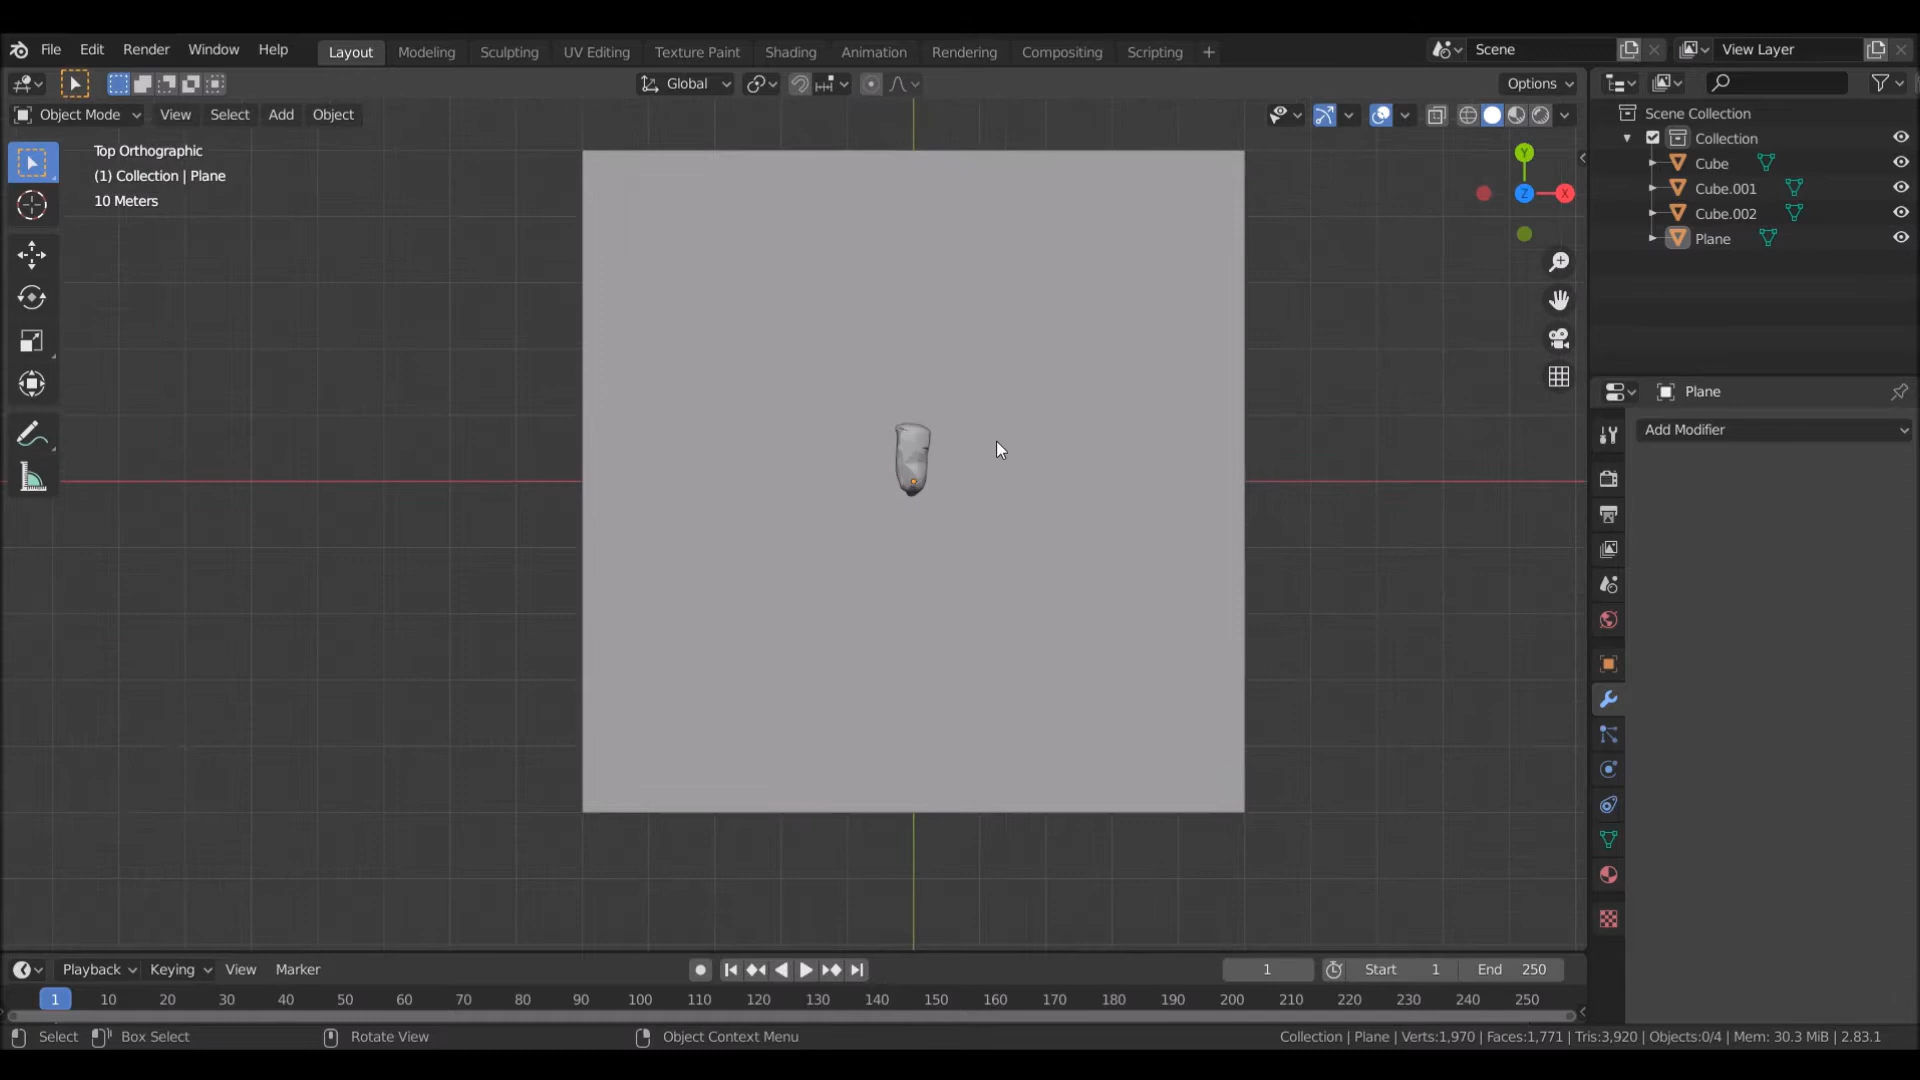 File Edit Render Window Help Layout Modeling Sculpting UV Editing Texture Paint Shading Animation Rendering Compositing Scripting + Scene View Layer
Global Options
Object Mode View Select Add Object
Scene Collection
Top Orthographic
Collection
(1) Collection | Plane
Cube
10 Meters
Cube.001
Cube.002
Plane
Y
Z
X
Plane
Add Modifier
Playback Keying View Marker 1 Start 1 End 250
1 10 20 30 40 50 60 70 80 90 100 110 120 130 140 150 160 170 180 190 200 210 220 230 240 250
Select Box Select Rotate View Object Context Menu Collection | Plane | Verts:1,970 | Faces:1,771 | Tris:3,920 | Objects:0/4 | Mem: 30.3 MiB | 2.83.1